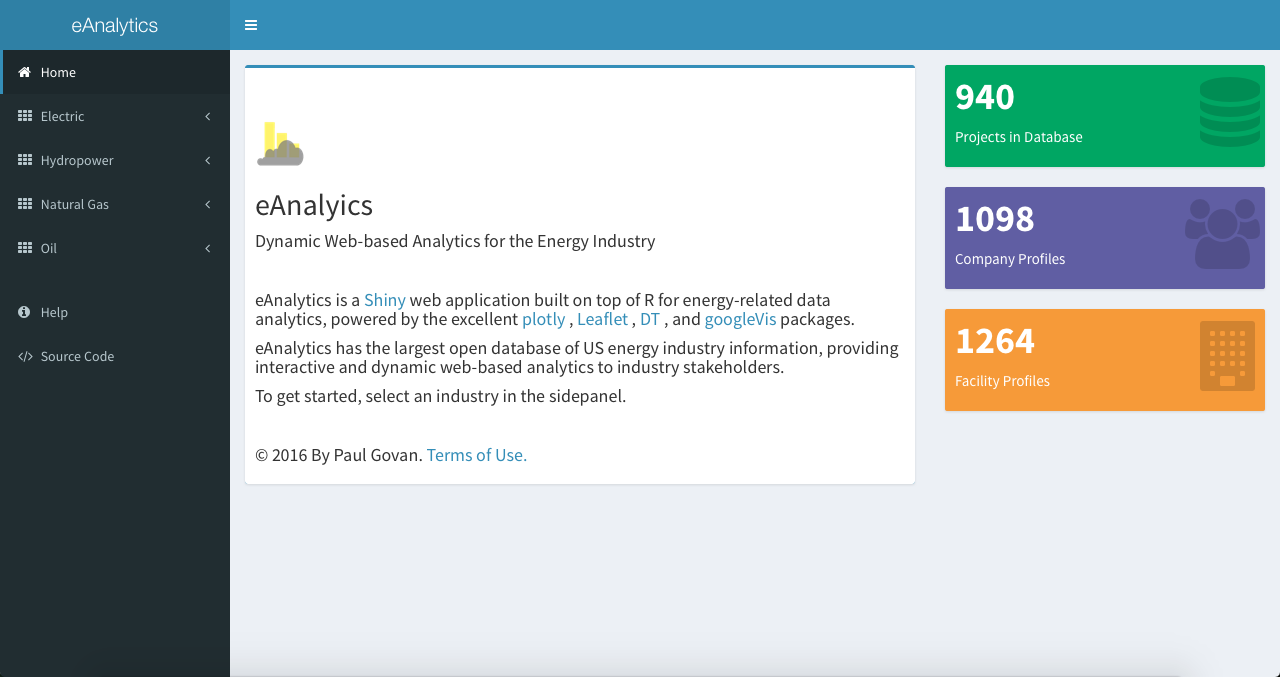 eAnalytics
Home
Electric
Hydropower
Natural Gas
Oil
Help
Source Code
eAnalyics
Dynamic Web-based Analytics for the Energy Industry
eAnalytics is a Shiny web application built on top of R for energy-related data
analytics, powered by the excellent plotly , Leaflet , DT , and googleVis packages.
eAnalytics has the largest open database of US energy industry information, providing
interactive and dynamic web-based analytics to industry stakeholders.
To get started, select an industry in the sidepanel.
© 2016 By Paul Govan. Terms of Use.
940
Projects in Database
1098
Company Profiles
1264
Facility Profiles